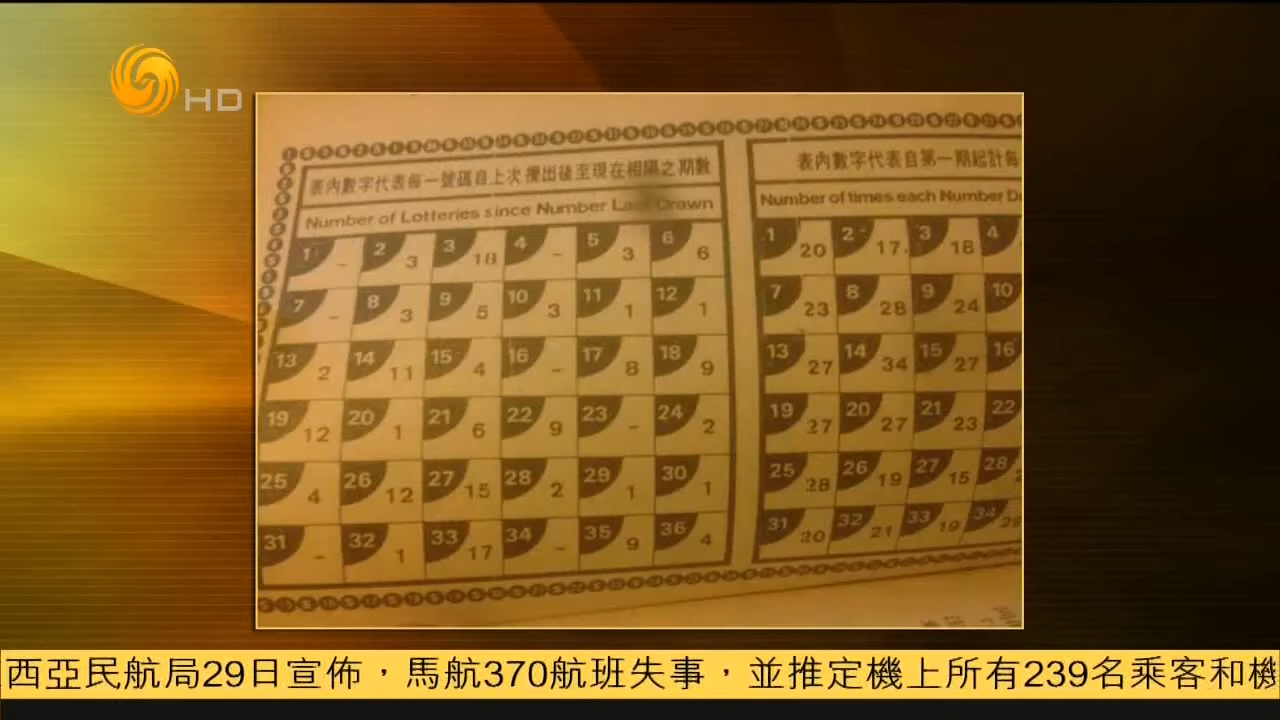 HD
表內數字代表每一號碼自上次攪出後至現在相隔之期數
Number of Lotteries since Number Last Drawn
1 - 2 3 3 18 4 - 5 3 6 6
7 - 8 3 9 5 10 3 11 1 12 1
13 2 14 11 15 4 16 - 17 8 18 9
19 12 20 1 21 6 22 9 23 - 24 2
25 4 26 12 27 15 28 2 29 1 30 1
31 - 32 1 33 17 34 - 35 9 36 4
表內數字代表自第一期起計每
Number of times each Number
1 20 2 17 3 18 4
7 23 8 28 9 24 10
13 27 14 34 15 27 16
19 27 20 27 21 23 22
25 28 26 19 27 15 28
31 20 32 21 33 19 34
西亞民航局29日宣佈，馬航370航班失事，並推定機上所有239名乘客和機